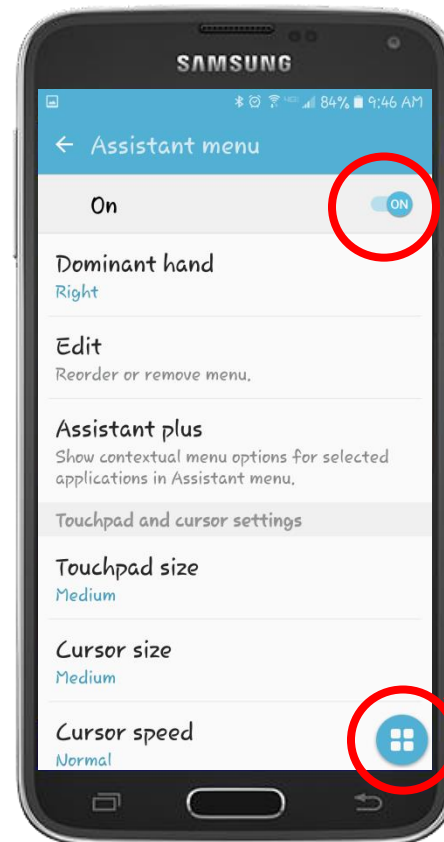 SAMSUNG
84% 9:46 AM
Assistant menu
On
ON
Dominant hand
Right
Edit
Reorder or remove menu.
Assistant plus
Show contextual menu options for selected
applications in Assistant menu.
Touchpad and cursor settings
Touchpad size
Medium
Cursor size
Medium
Cursor speed
Normal